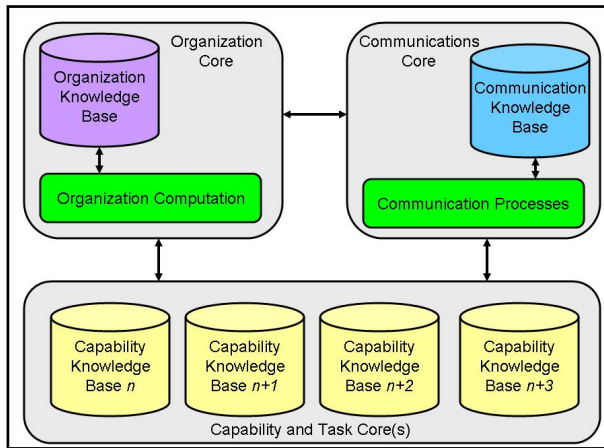 Organization
Core
Organization
Knowledge
Base
Organization Computation
Communications
Core
Communication
Knowledge
Base
Communication Processes
Capability
Knowledge
Base n
Capability
Knowledge
Base n+1
Capability
Knowledge
Base n+2
Capability
Knowledge
Base n+3
Capability and Task Core(s)